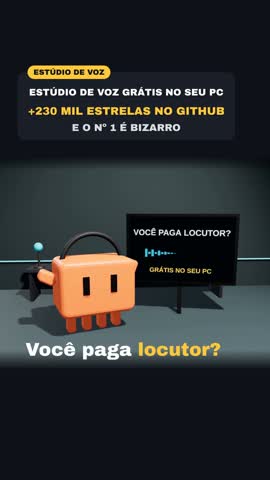 ESTÚDIO DE VOZ
ESTÚDIO DE VOZ GRÁTIS NO SEU PC
+230 MIL ESTRELAS NO GITHUB
E O Nº 1 É BIZARRO
VOCÊ PAGA LOCUTOR?
GRÁTIS NO SEU PC
Você paga locutor?